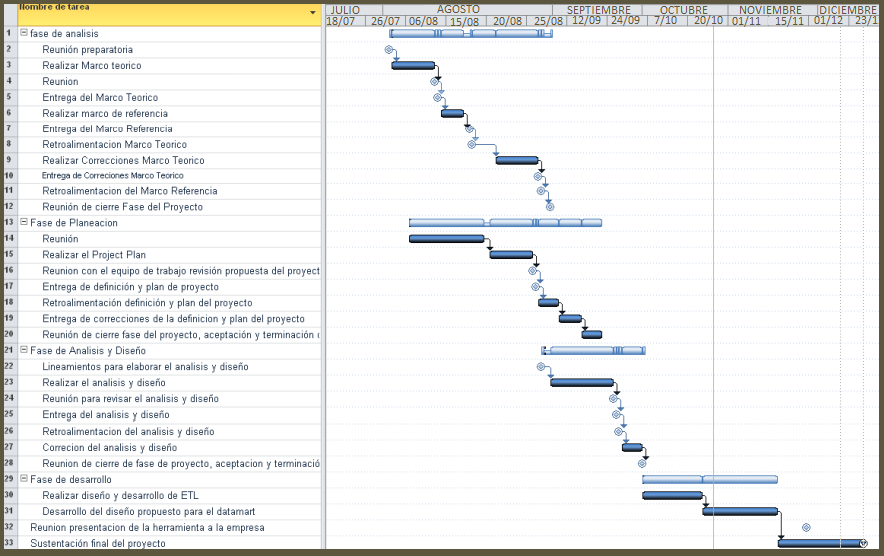 Nombre de tarea
JULIO AGOSTO SEPTIEMBRE OCTUBRE NOVIEMBRE DICIEMBRE
18/07 26/07 06/08 15/08 20/08 25/08 12/09 24/09 7/10 20/10 01/11 15/11 01/12 23/1
1 fase de analisis
2 Reunión preparatoria
3 Realizar Marco teorico
4 Reunion
5 Entrega del Marco Teorico
6 Realizar marco de referencia
7 Entrega del Marco Referencia
8 Retroalimentacion Marco Teorico
9 Realizar Correcciones Marco Teorico
10 Entrega de Correciones Marco Teorico
11 Retroalimentacion del Marco Referencia
12 Reunión de cierre Fase del Proyecto
13 Fase de Planeacion
14 Reunión
15 Realizar el Project Plan
16 Reunion con el equipo de trabajo revisión propuesta del proyect
17 Entrega de definición y plan de proyecto
18 Retroalimentación definición y plan del proyecto
19 Entrega de correcciones de la definicion y plan del proyecto
20 Reunión de cierre fase del proyecto, aceptación y terminación
21 Fase de Analisis y Diseño
22 Lineamientos para elaborar el analisis y diseño
23 Realizar el analisis y diseño
24 Reunión para revisar el analisis y diseño
25 Entrega del analisis y diseño
26 Retroalimentacion del analisis y diseño
27 Correcion del analisis y diseño
28 Reunion de cierre de fase de proyecto, aceptacion y terminació
29 Fase de desarrollo
30 Realizar diseño y desarrollo de ETL
31 Desarrollo del diseño propuesto para el datamart
32 Reunion presentacion de la herramienta a la empresa
33 Sustentación final del proyecto